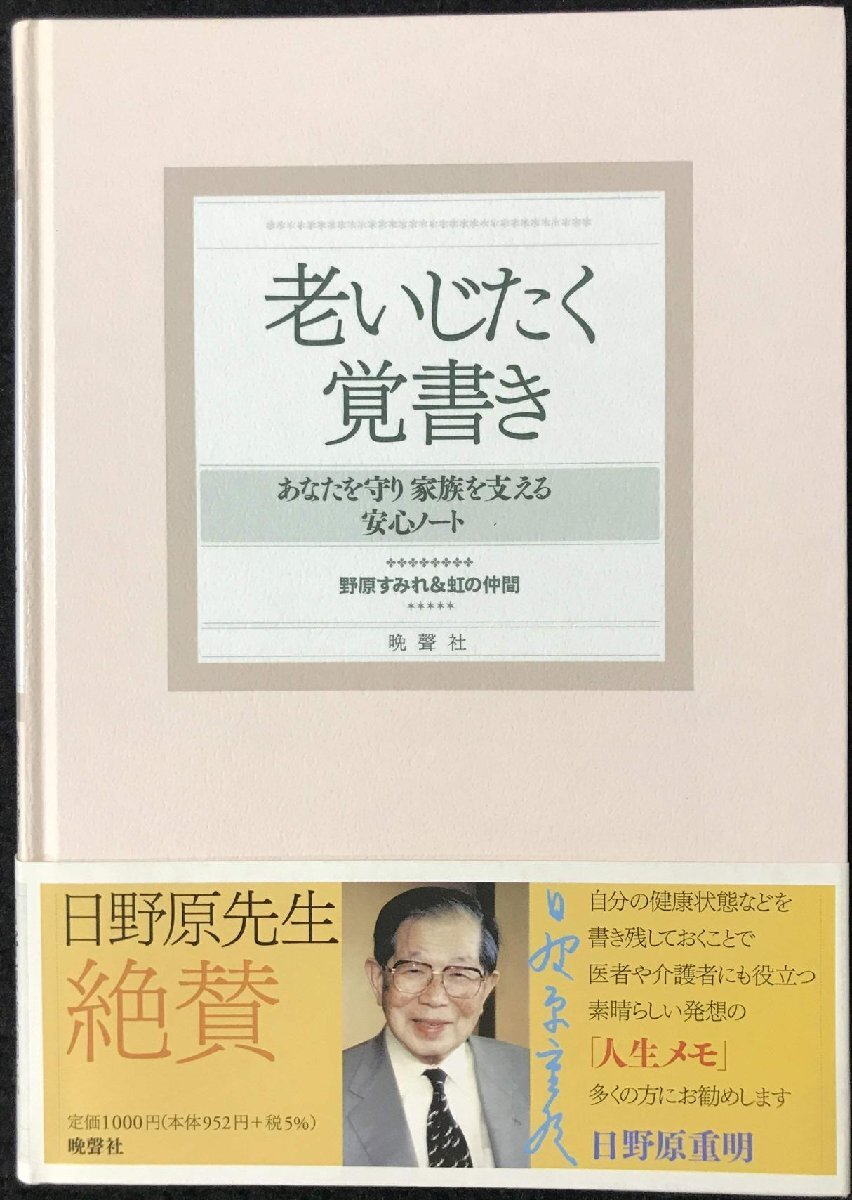 老いじたく
覚書き
あなたを守り 家族を支える
安心ノート
野原すみれ&虹の仲間
晩聲社
日野原先生
絶賛
定価1000円(本体952円+税5%)
晩聲社
日野原重明
自分の健康状態などを
書き残しておくことで
医者や介護者にも役立つ
素晴らしい発想の
「人生メモ」
多くの方にお勧めします
日野原重明